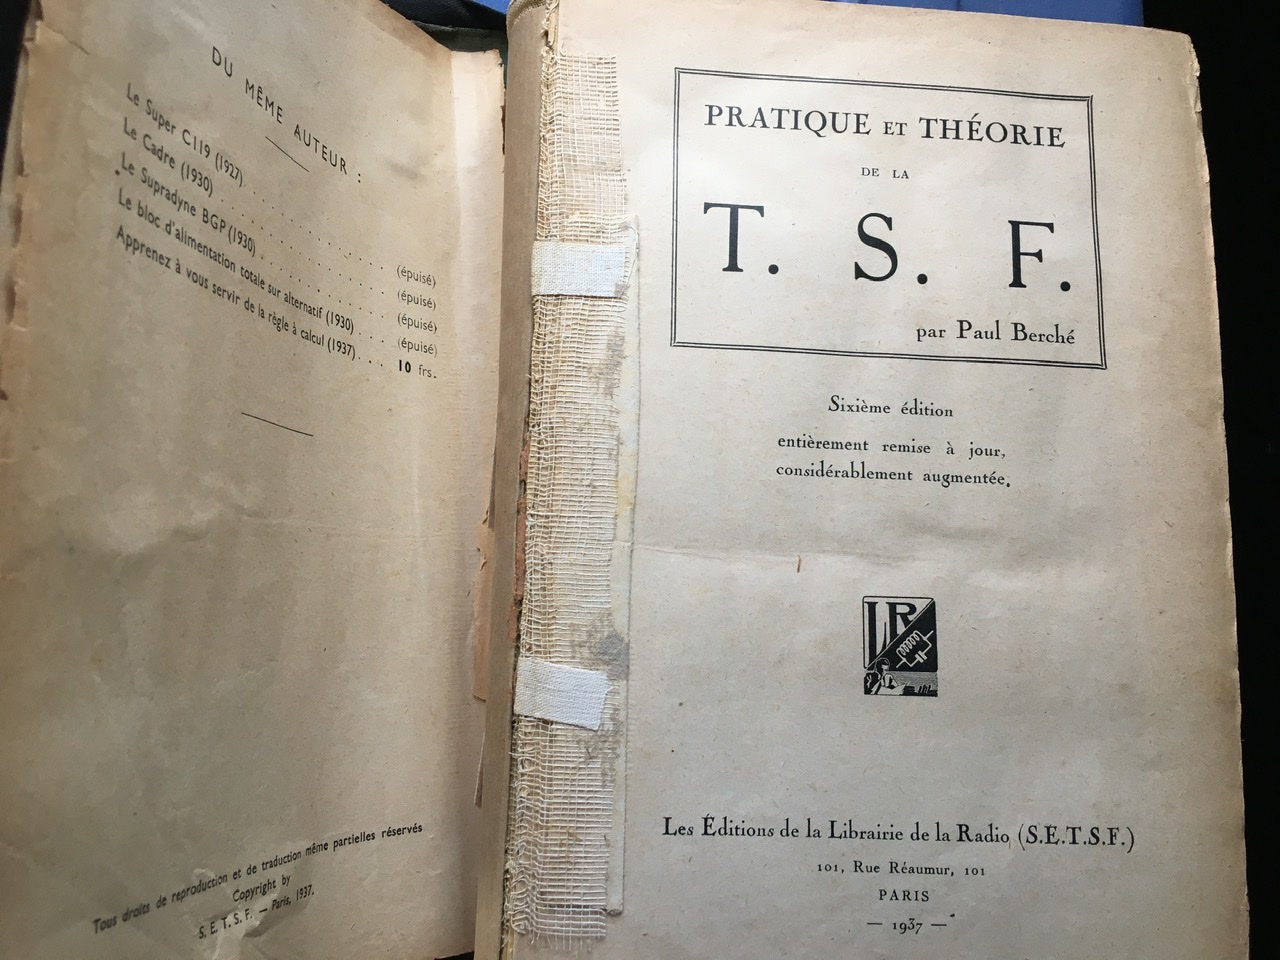 DU MÊME AUTEUR :
Le Super C119 (1927) . . . . . . . . . . (épuisé)
Le Cadre (1930) . . . . . . . . . . . . (épuisé)
Le Supradyne BGP (1930) . . . . . . . . (épuisé)
Le bloc d'alimentation totale sur alternatif (1930) . . . (épuisé)
Apprenez à vous servir de la règle à calcul (1937) . . . 10 frs.
Tous droits de reproduction et de traduction même partielles réservés
Copyright by
S. E. T. S. F. — Paris, 1937.
PRATIQUE ET THÉORIE
DE LA
T. S. F.
par Paul Berché
Sixième édition
entièrement remise à jour,
considérablement augmentée.
LR
Les Éditions de la Librairie de la Radio (S.E.T.S.F.)
101, Rue Réaumur, 101
PARIS
— 1937 —